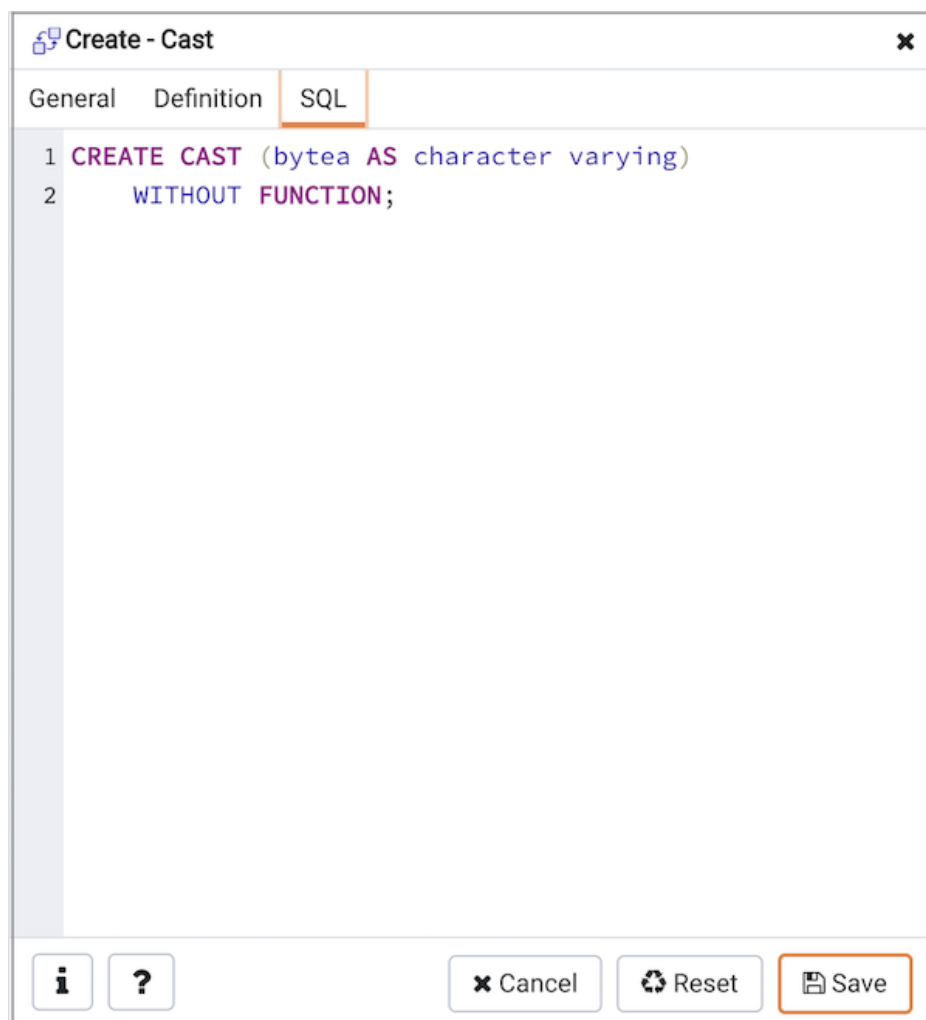 Create - Cast
General Definition SQL
1 CREATE CAST (bytea AS character varying)
2 WITHOUT FUNCTION;
i ? Cancel Reset Save